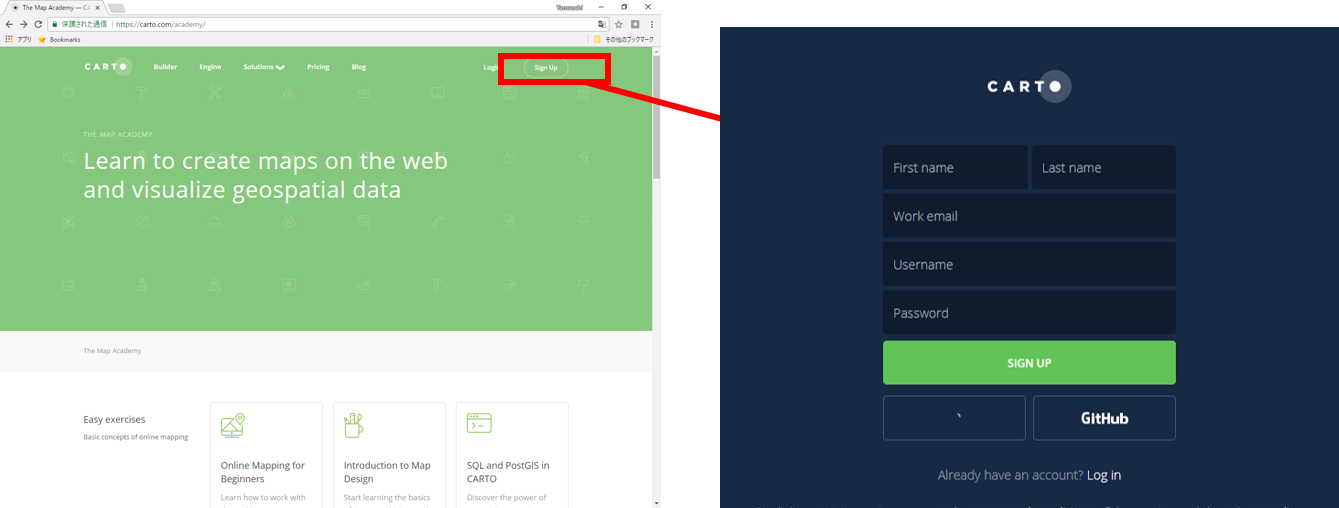 The Map Academy — CA
Yamazaki
保護された通信
https://carto.com/academy/
アプリ
Bookmarks
その他のブックマーク
CARTO
Builder
Engine
Solutions
Pricing
Blog
Login
Sign Up
THE MAP ACADEMY
Learn to create maps on the web
and visualize geospatial data
The Map Academy
Easy exercises
Basic concepts of online mapping
Online Mapping for
Beginners
Learn how to work with
Introduction to Map
Design
Start learning the basics
SQL and PostGIS in
CARTO
Discover the power of
CARTO
First name
Last name
Work email
Username
Password
SIGN UP
GitHub
Already have an account? Log in